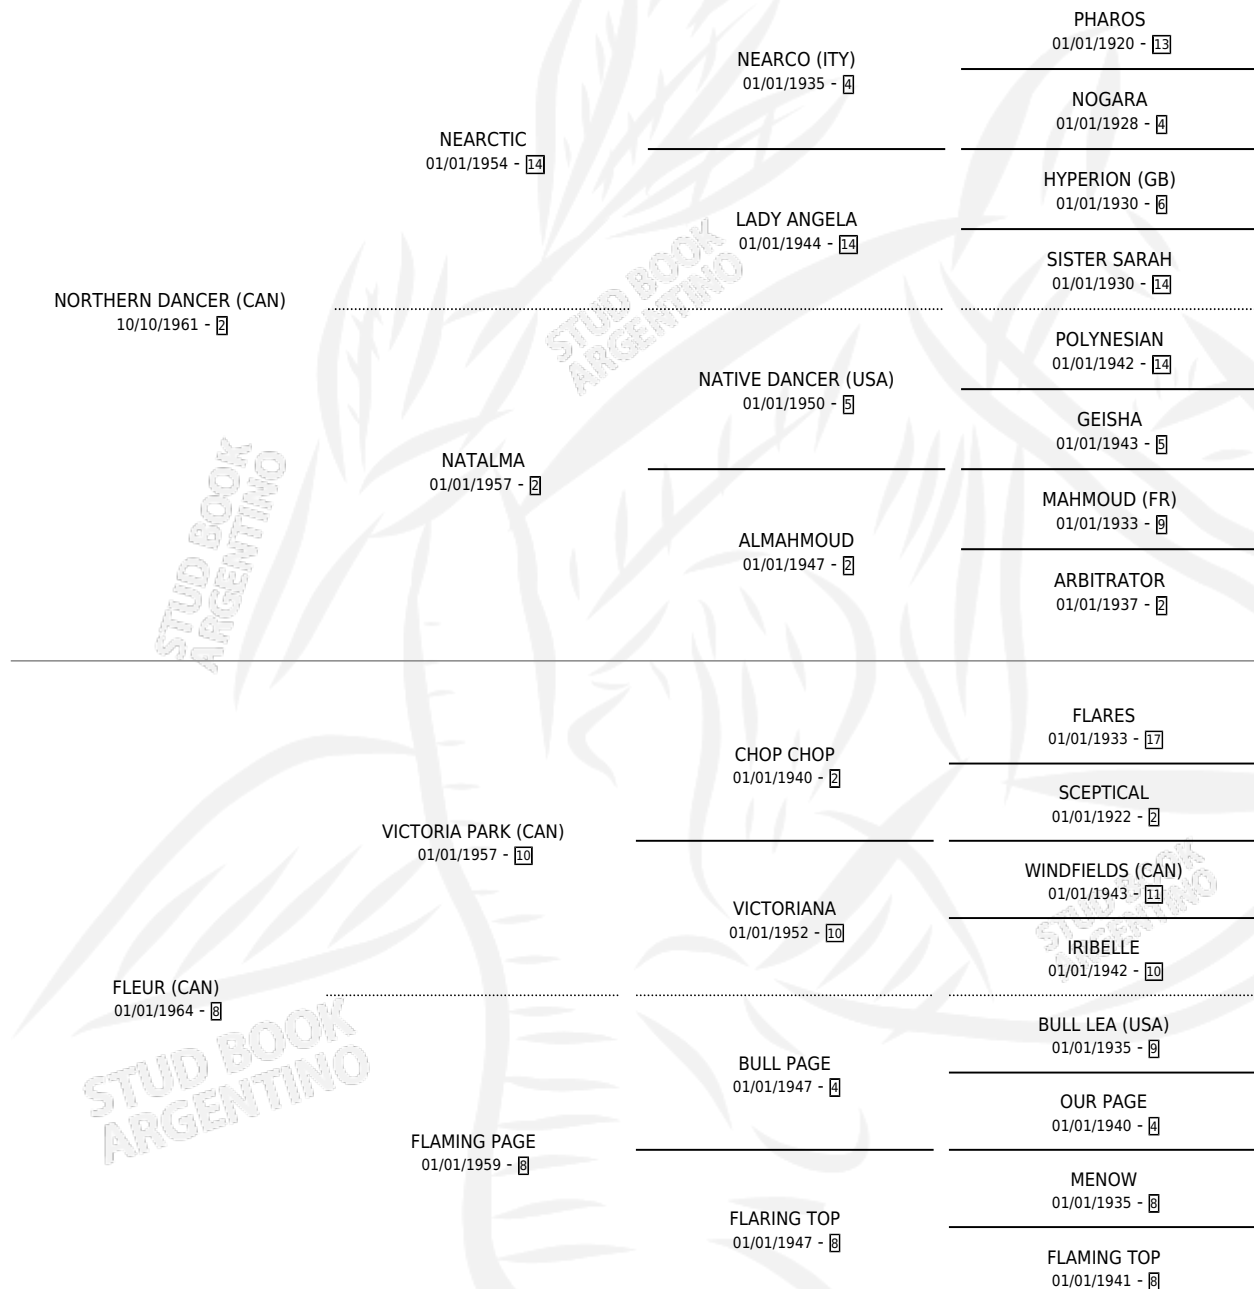 PHAROS
01/01/1920 - 13
NEARCO (ITY)
01/01/1935 - 4
NOGARA
01/01/1928 - 4
NEARCTIC
01/01/1954 - 14
HYPERION (GB)
01/01/1930 - 6
LADY ANGELA
01/01/1944 - 14
SISTER SARAH
01/01/1930 - 14
NORTHERN DANCER (CAN)
10/10/1961 - 2
STUD BOOK
ARGENTINO
POLYNESIAN
01/01/1942 - 14
NATIVE DANCER (USA)
01/01/1950 - 5
GEISHA
01/01/1943 - 5
NATALMA
01/01/1957 - 2
MAHMOUD (FR)
01/01/1933 - 9
ALMAHMOUD
01/01/1947 - 2
ARBITRATOR
01/01/1937 - 2
STUD BOOK
ARGENTINO
FLARES
01/01/1933 - 17
CHOP CHOP
01/01/1940 - 2
SCEPTICAL
01/01/1922 - 2
VICTORIA PARK (CAN)
01/01/1957 - 10
WINDFIELDS (CAN)
01/01/1943 - 11
VICTORIANA
01/01/1952 - 10
STUD BOOK
ARGENTINO
IRIBELLE
01/01/1942 - 10
FLEUR (CAN)
01/01/1964 - 8
STUD BOOK
ARGENTINO
BULL LEA (USA)
01/01/1935 - 9
BULL PAGE
01/01/1947 - 4
OUR PAGE
01/01/1940 - 4
FLAMING PAGE
01/01/1959 - 8
MENOW
01/01/1935 - 8
FLARING TOP
01/01/1947 - 8
FLAMING TOP
01/01/1941 - 8